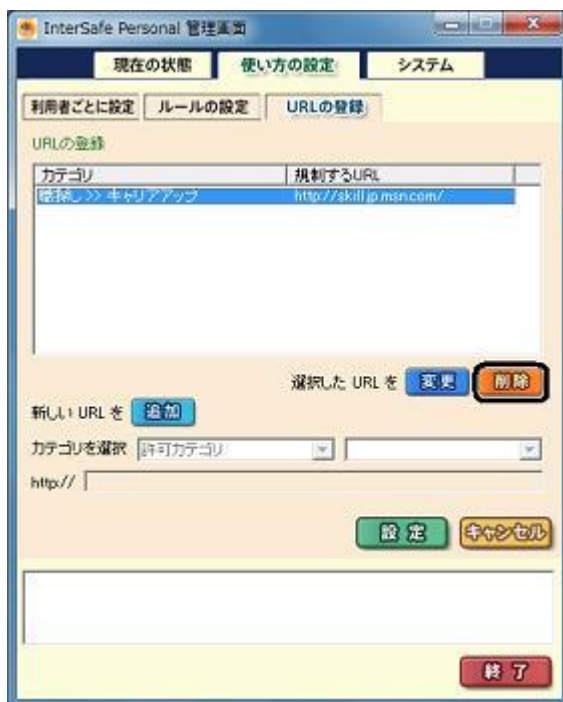 InterSafe Personal 管理画面
現在の状態 使い方の設定 システム
利用者ごとに設定 ルールの設定 URLの登録
URLの登録
カテゴリ 規制するURL
職探し >> キャリアアップ http://skill.jp.msn.com/
選択した URL を 変更 削除
新しい URL を 追加
カテゴリを選択 許可カテゴリ
http://
設定 キャンセル
終了